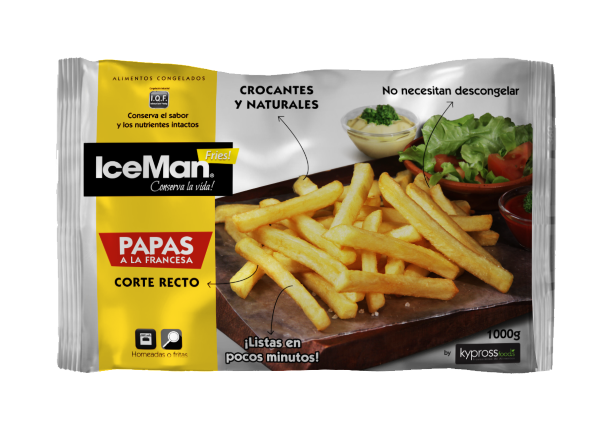 ALIMENTOS CONGELADOS
I.Q.F.
Conserva el sabor
y los nutrientes intactos
IceMan®
Fries!
Conserva la vida!
PAPAS
A LA FRANCESA
CORTE RECTO
Horneadas o fritas
CROCANTES
Y NATURALES
No necesitan descongelar
¡Listas en
pocos minutos!
1000g
by kypross foods